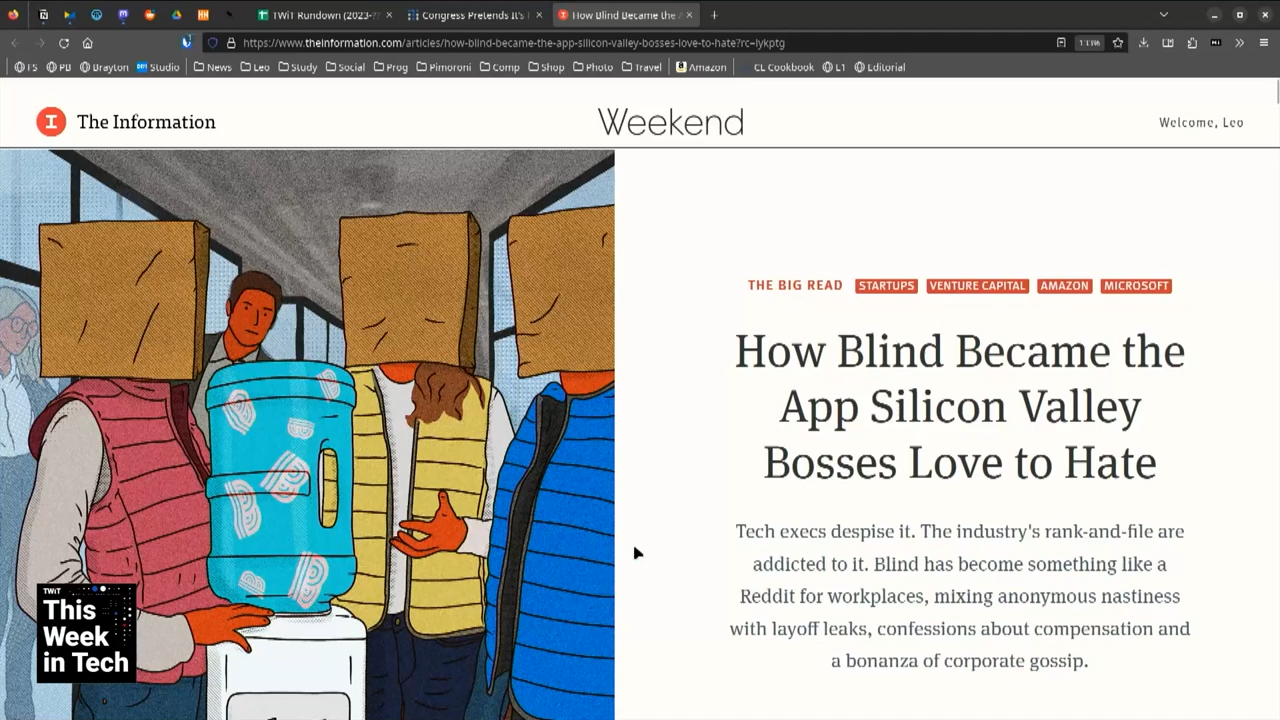 TWiT Rundown (2023-??
Congress Pretends It's
How Blind Became the
https://www.theinformation.com/articles/how-blind-became-the-app-silicon-valley-bosses-love-to-hate?rc=lykptg
133%
FS PB Brayton Studio News Leo Study Social Prog Pimoroni Comp Shop Photo Travel Amazon CL Cookbook L1 Editorial
The Information
Weekend
Welcome, Leo
THE BIG READ STARTUPS VENTURE CAPITAL AMAZON MICROSOFT
How Blind Became the
App Silicon Valley
Bosses Love to Hate
Tech execs despise it. The industry's rank-and-file are
addicted to it. Blind has become something like a
Reddit for workplaces, mixing anonymous nastiness
with layoff leaks, confessions about compensation and
a bonanza of corporate gossip.
TWiT
This
Week
in Tech